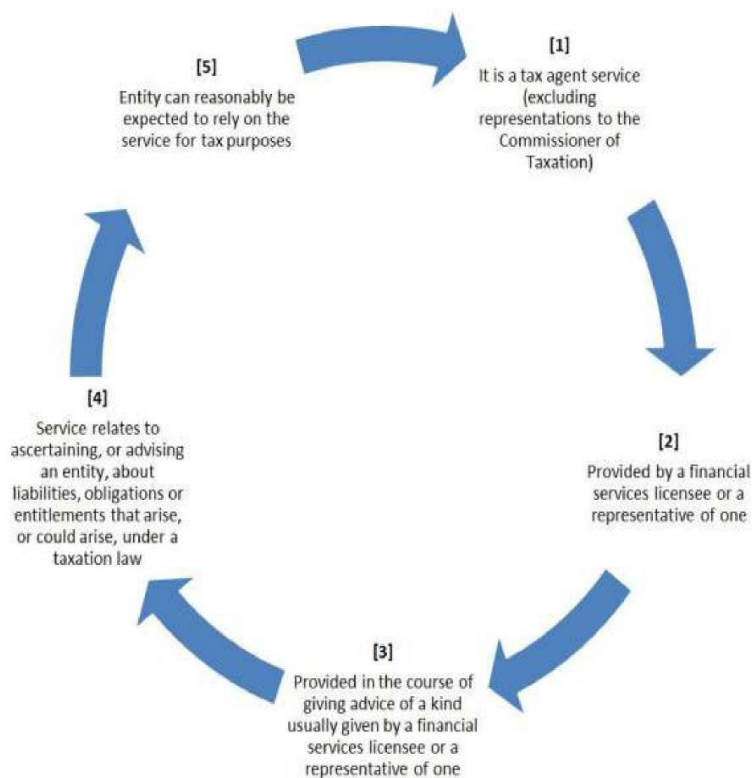 [1]
It is a tax agent service
(excluding
representations to the
Commissioner of
Taxation)
[2]
Provided by a financial
services licensee or a
representative of one
[3]
Provided in the course of
giving advice of a kind
usually given by a financial
services licensee or a
representative of one
[4]
Service relates to
ascertaining, or advising
an entity, about
liabilities, obligations or
entitlements that arise,
or could arise, under a
taxation law
[5]
Entity can reasonably be
expected to rely on the
service for tax purposes